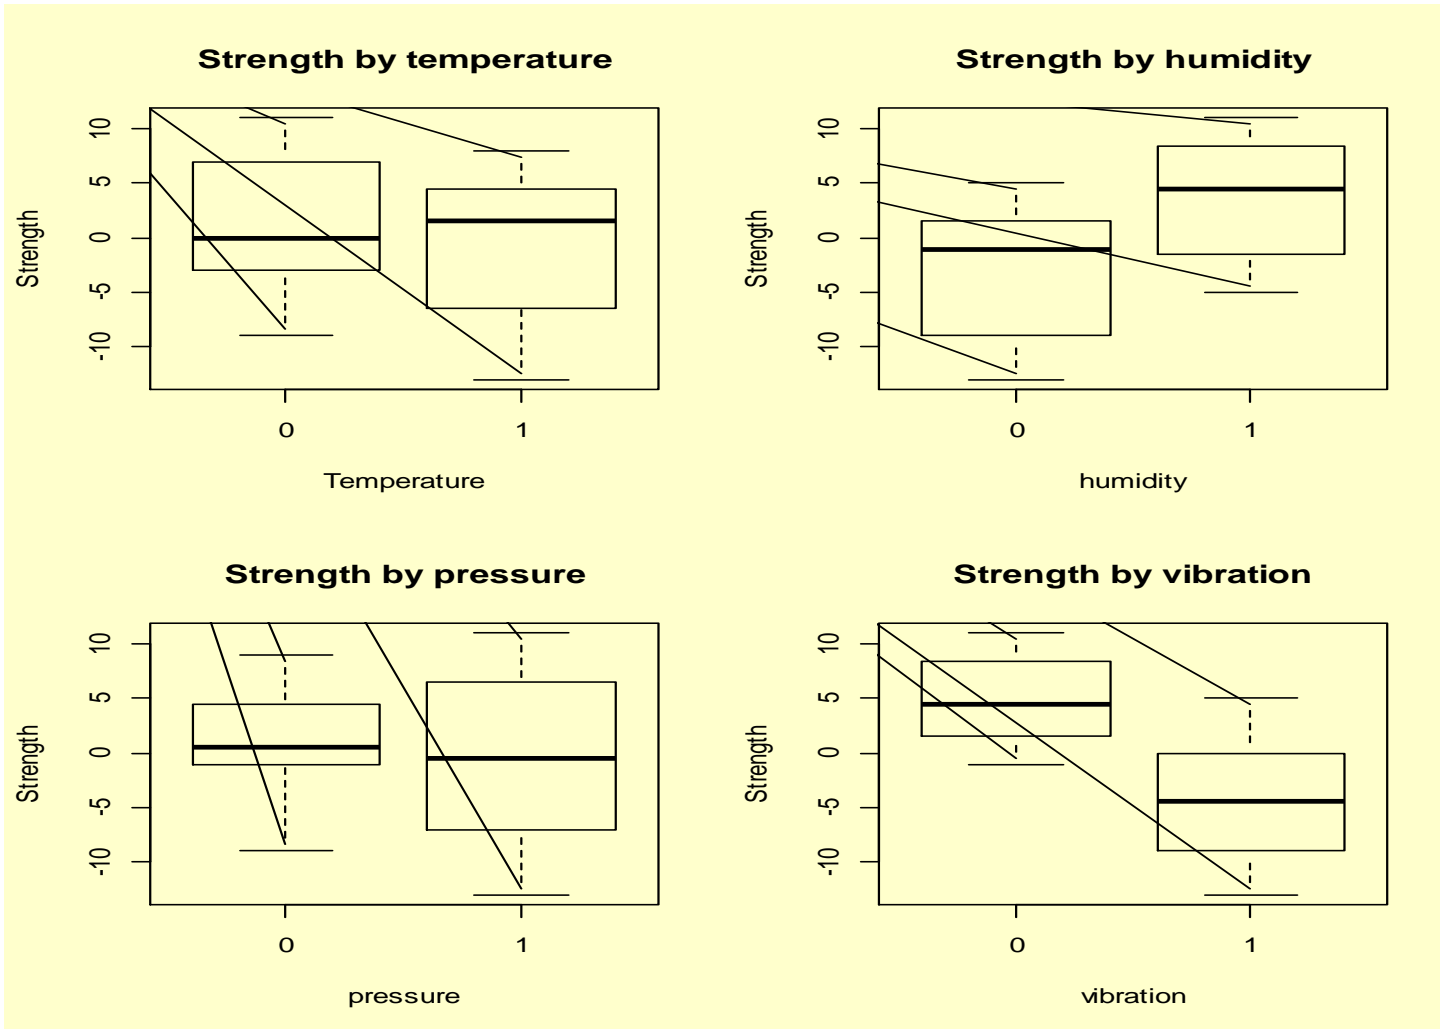 Strength by temperature
Strength
10
5
0
-5
-10
0 1
Temperature
Strength by humidity
Strength
10
5
0
-5
-10
0 1
humidity
Strength by pressure
Strength
10
5
0
-5
-10
0 1
pressure
Strength by vibration
Strength
10
5
0
-5
-10
0 1
vibration